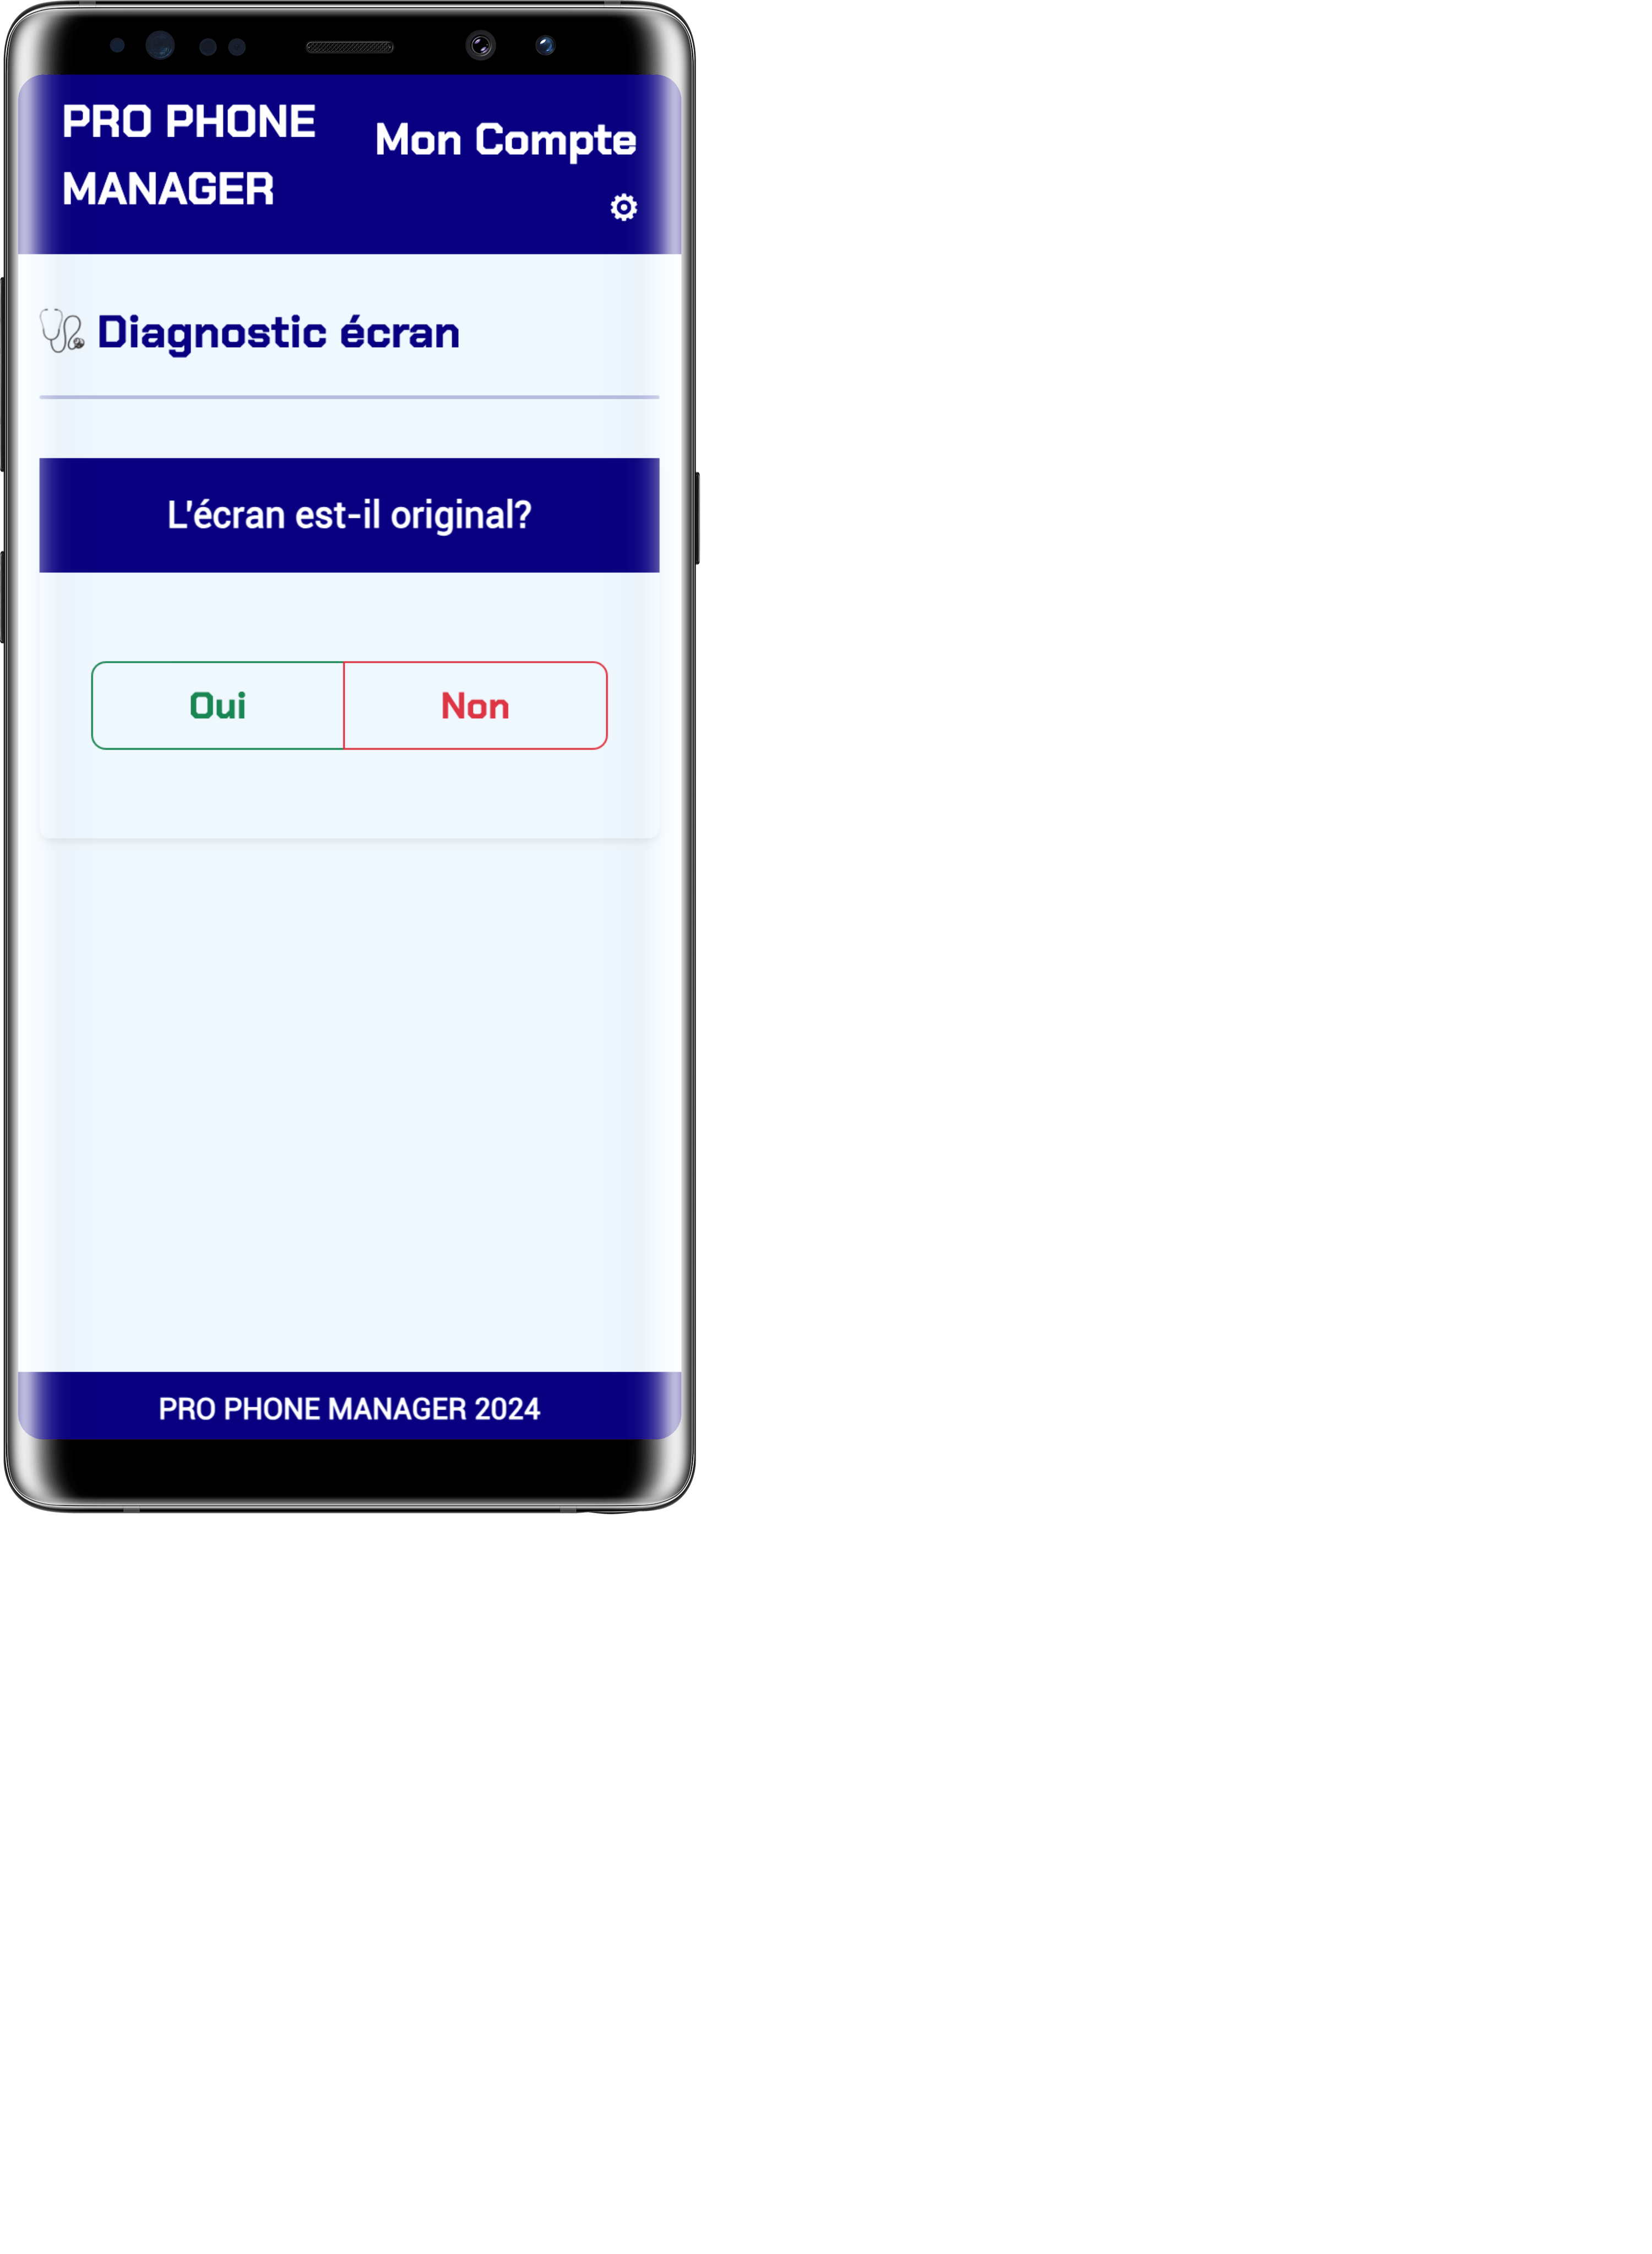 PRO PHONE
MANAGER
Mon Compte
Diagnostic écran
L'écran est-il original?
Oui
Non
PRO PHONE MANAGER 2024